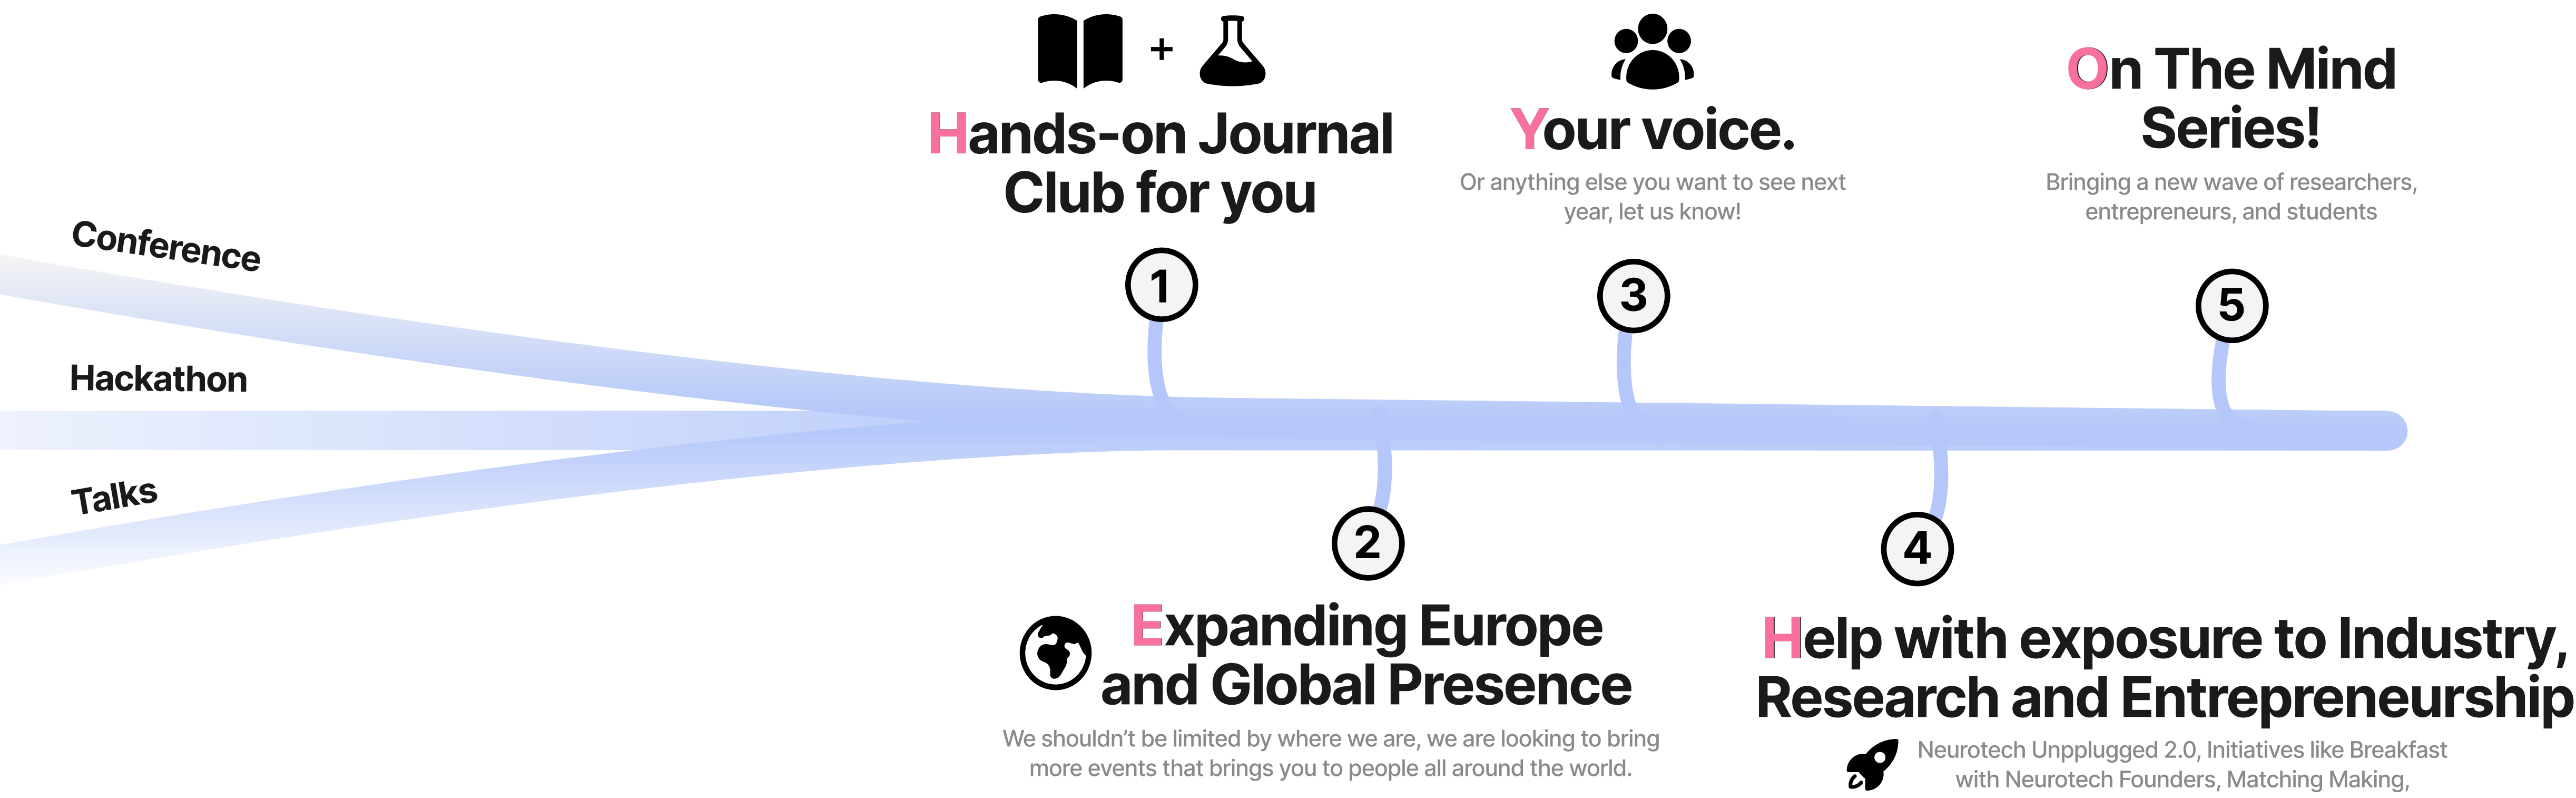 Conference
Hackathon
Talks
+
Hands-on Journal
Club for you
1
Expanding Europe
and Global Presence
We shouldn’t be limited by where we are, we are looking to bring
more events that brings you to people all around the world.
2
Your voice.
Or anything else you want to see next
year, let us know!
3
4
Help with exposure to Industry,
Research and Entrepreneurship
Neurotech Unpplugged 2.0, Initiatives like Breakfast
with Neurotech Founders, Matching Making,
On The Mind
Series!
Bringing a new wave of researchers,
entrepreneurs, and students
5